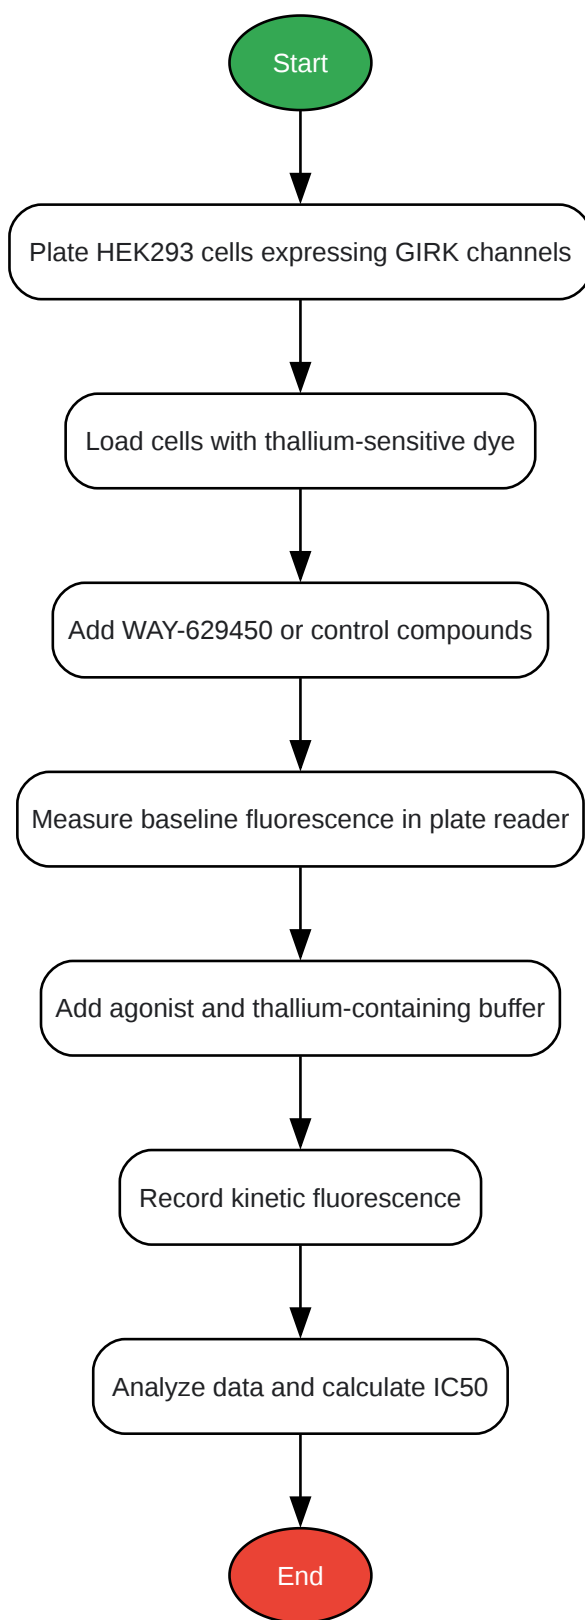 Start
Plate HEK293 cells expressing GIRK channels
Load cells with thallium-sensitive dye
Add WAY-629450 or control compounds
Measure baseline fluorescence in plate reader
Add agonist and thallium-containing buffer
Record kinetic fluorescence
Analyze data and calculate IC50
End